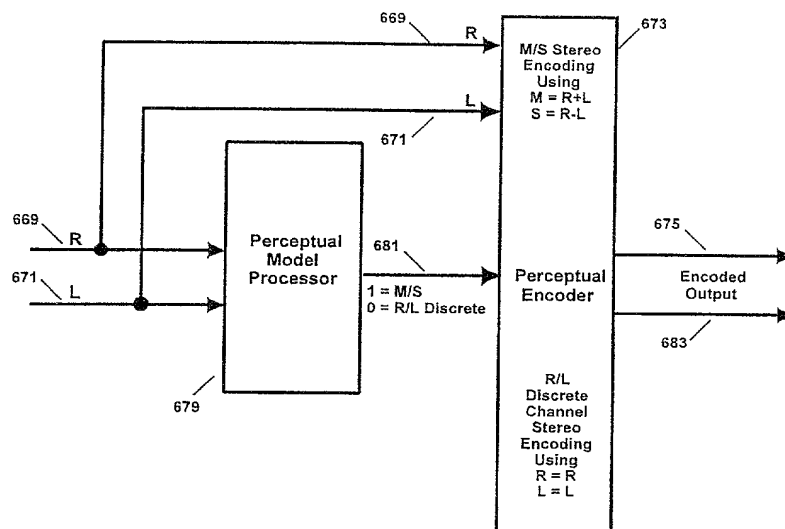 669
R
673
M/S Stereo
Encoding
Using
M = R+L
S = R-L
L
671
669
R
671
L
Perceptual
Model
Processor
681
1 = M/S
0 = R/L Discrete
679
Perceptual
Encoder
675
Encoded
Output
683
R/L
Discrete
Channel
Stereo
Encoding
Using
R = R
L = L